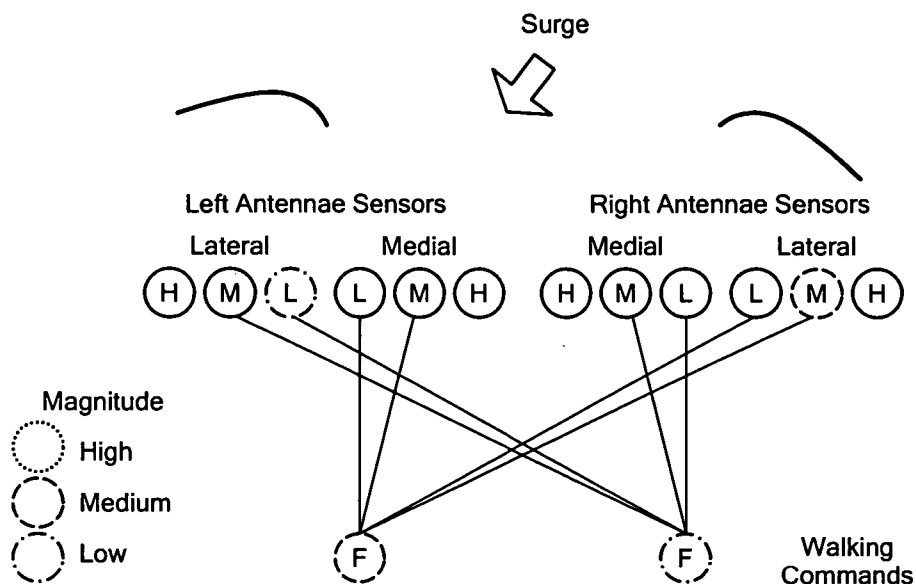 Surge
Left Antennae Sensors
Right Antennae Sensors
Lateral Medial Medial Lateral
H M L L M H H M L L M H
Magnitude
High
Medium
Low
F F
Walking
Commands